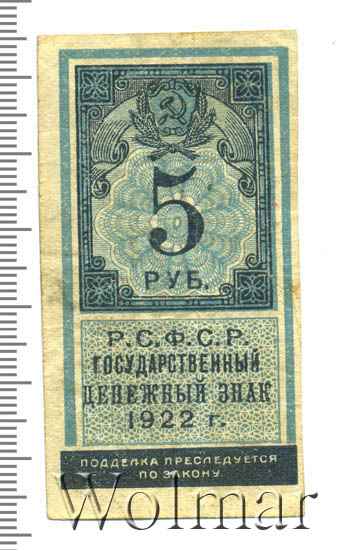 5
РУБ.
Р.С.Ф.С.Р.
ГОСУДАРСТВЕННЫЙ
ДЕНЕЖНЫЙ ЗНАК
1922 г.
ПОДДЕЛКА ПРЕСЛЕДУЕТСЯ
ПО ЗАКОНУ.
Wolmar